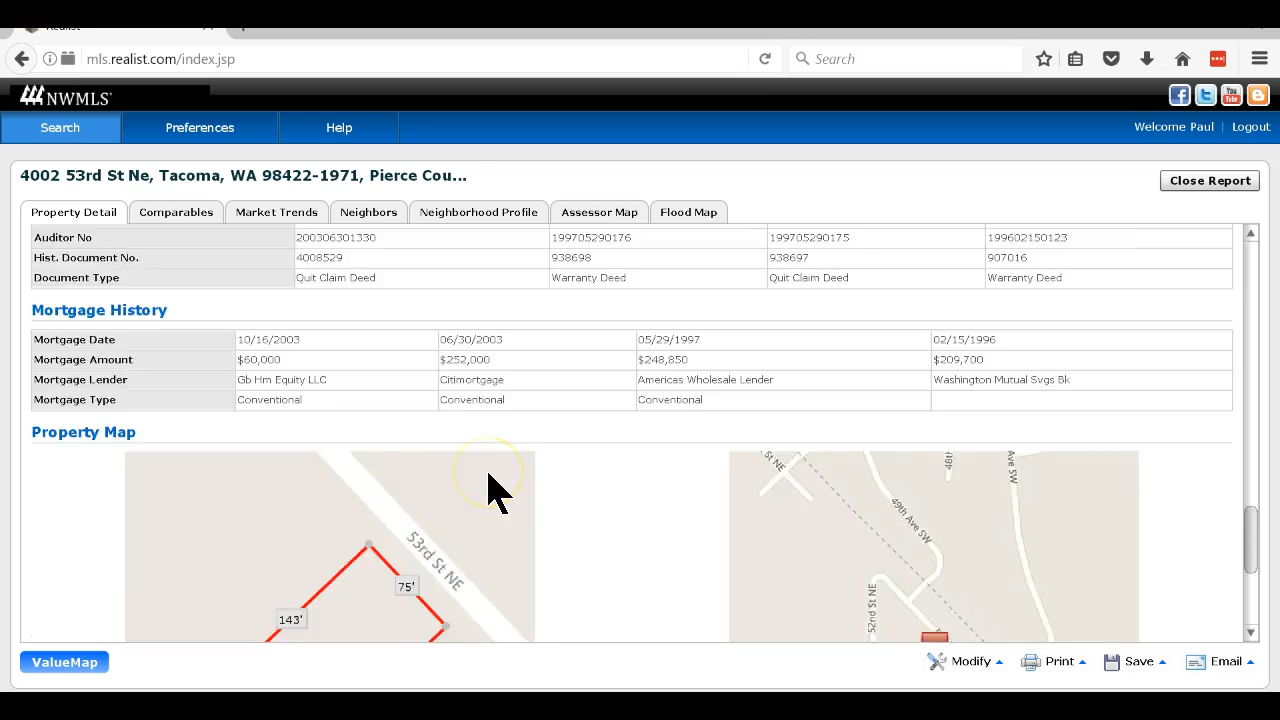 mls.realist.com/index.jsp
Search
NWMLS
Search Preferences Help Welcome Paul | Logout
4002 53rd St Ne, Tacoma, WA 98422-1971, Pierce Cou...
Close Report
Property Detail Comparables Market Trends Neighbors Neighborhood Profile Assessor Map Flood Map
Auditor No 200306301330 199705290176 199705290175 199602150123
Hist. Document No. 4008529 938698 938697 907016
Document Type Quit Claim Deed Warranty Deed Quit Claim Deed Warranty Deed
Mortgage History
Mortgage Date 10/16/2003 06/30/2003 05/29/1997 02/15/1996
Mortgage Amount $60,000 $252,000 $248,850 $209,700
Mortgage Lender Gb Hm Equity LLC Citimortgage Americas Wholesale Lender Washington Mutual Svgs Bk
Mortgage Type Conventional Conventional Conventional
Property Map
53rd St NE
75'
143'
St NE
48th
Ave SW
49th Ave SW
52nd St NE
ValueMap Modify Print Save Email